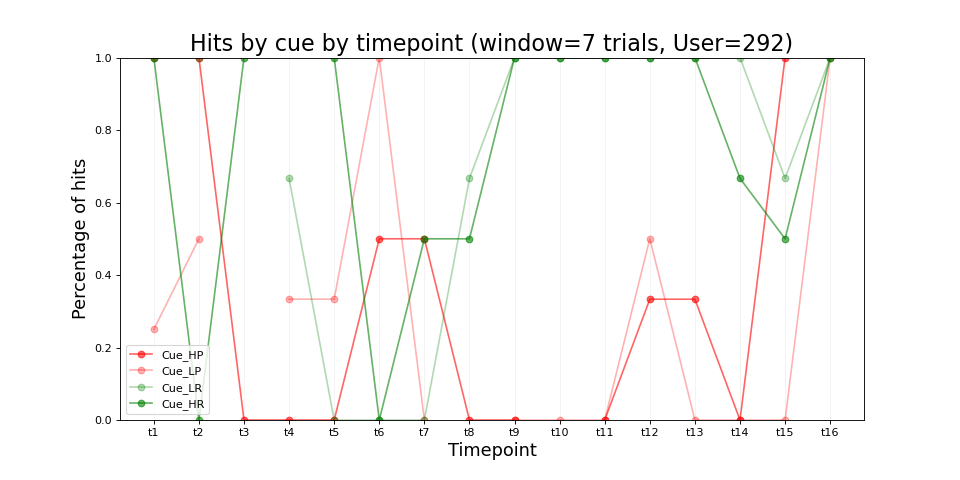 Hits by cue by timepoint (window=7 trials, User=292)
Percentage of hits
1.0
0.8
0.6
0.4
0.2
0.0
Cue_HP
Cue_LP
Cue_LR
Cue_HR
t1 t2 t3 t4 t5 t6 t7 t8 t9 t10 t11 t12 t13 t14 t15 t16
Timepoint